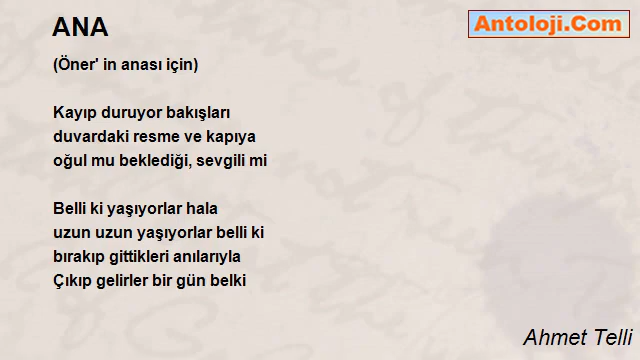 ANA
Antoloji.Com
(Öner' in anası için)
Kayıp duruyor bakışları
duvardaki resme ve kapıya
oğul mu beklediği, sevgili mi
Belli ki yaşıyorlar hala
uzun uzun yaşıyorlar belli ki
bırakıp gittikleri anılarıyla
Çıkıp gelirler bir gün belki
Ahmet Telli